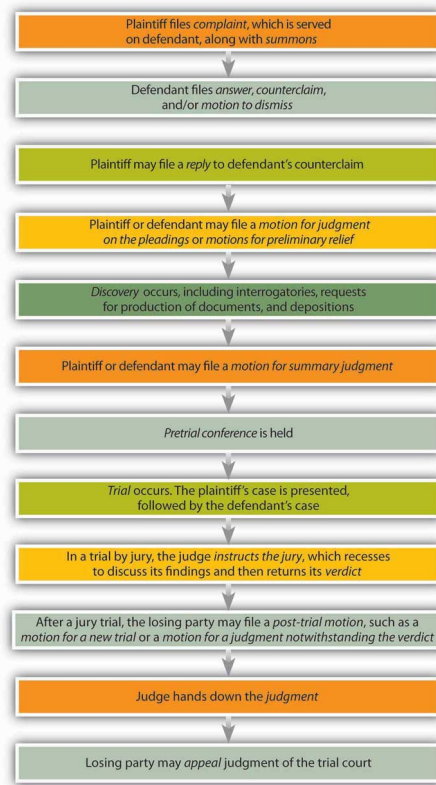 Plaintiff files complaint, which is served
on defendant, along with summons
Defendant files answer, counterclaim,
and/or motion to dismiss
Plaintiff may file a reply to defendant's counterclaim
Plaintiff or defendant may file a motion for judgment
on the pleadings or motions for preliminary relief
Discovery occurs, including interrogatories, requests
for production of documents, and depositions
Plaintiff or defendant may file a motion for summary judgment
Pretrial conference is held
Trial occurs. The plaintiff's case is presented,
followed by the defendant's case
In a trial by jury, the judge instructs the jury, which recesses
to discuss its findings and then returns its verdict
After a jury trial, the losing party may file a post-trial motion, such as a
motion for a new trial or a motion for a judgment notwithstanding the verdict
Judge hands down the judgment
Losing party may appeal judgment of the trial court